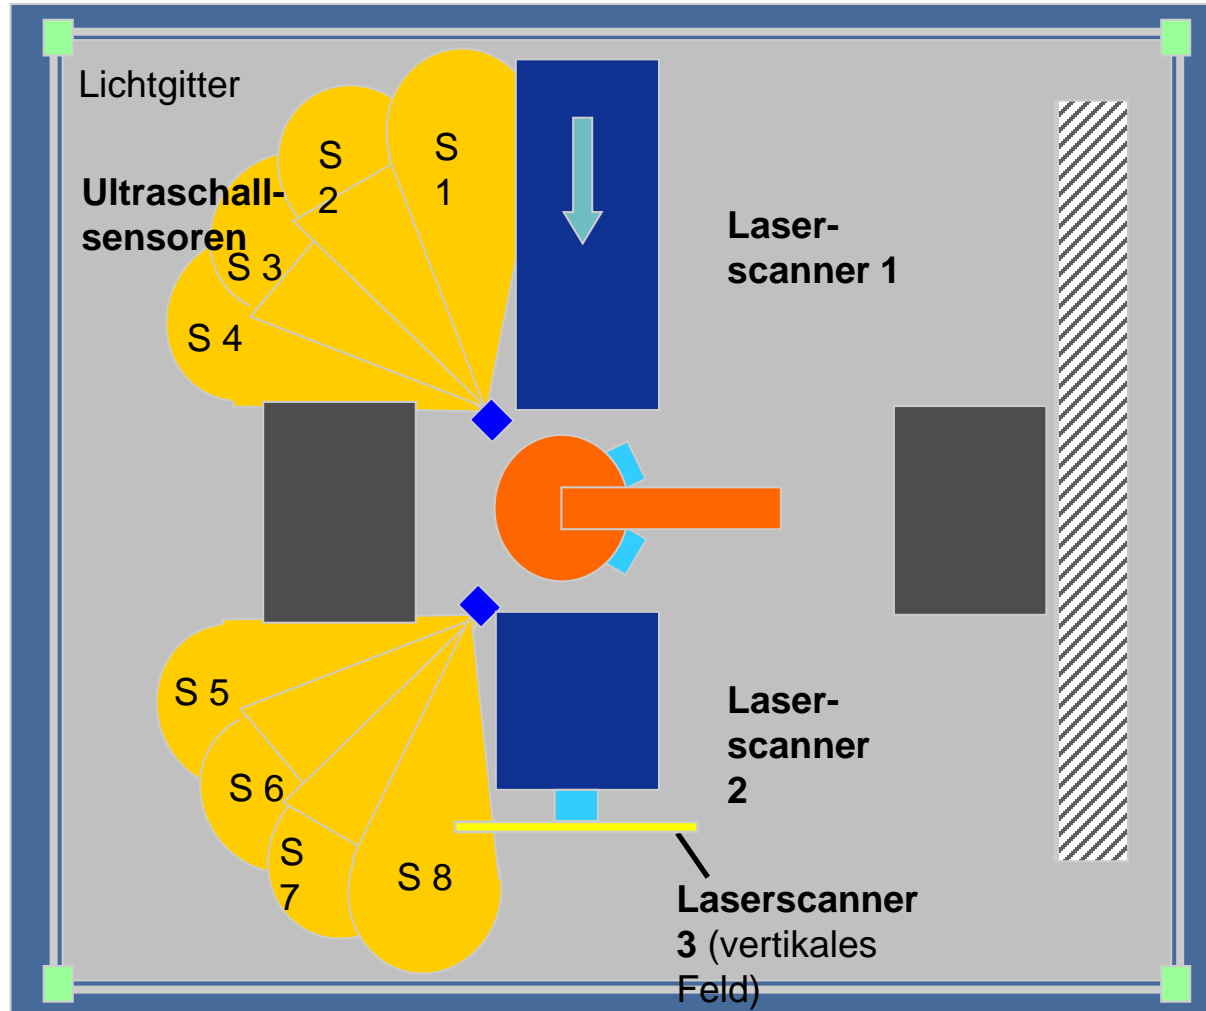 Lichtgitter
Ultraschall-
sensoren
S
1
S
2
S 3
S 4
Laser-
scanner 1
S 5
S 6
S
7
S 8
Laser-
scanner
2
Laserscanner
3 (vertikales
Feld)